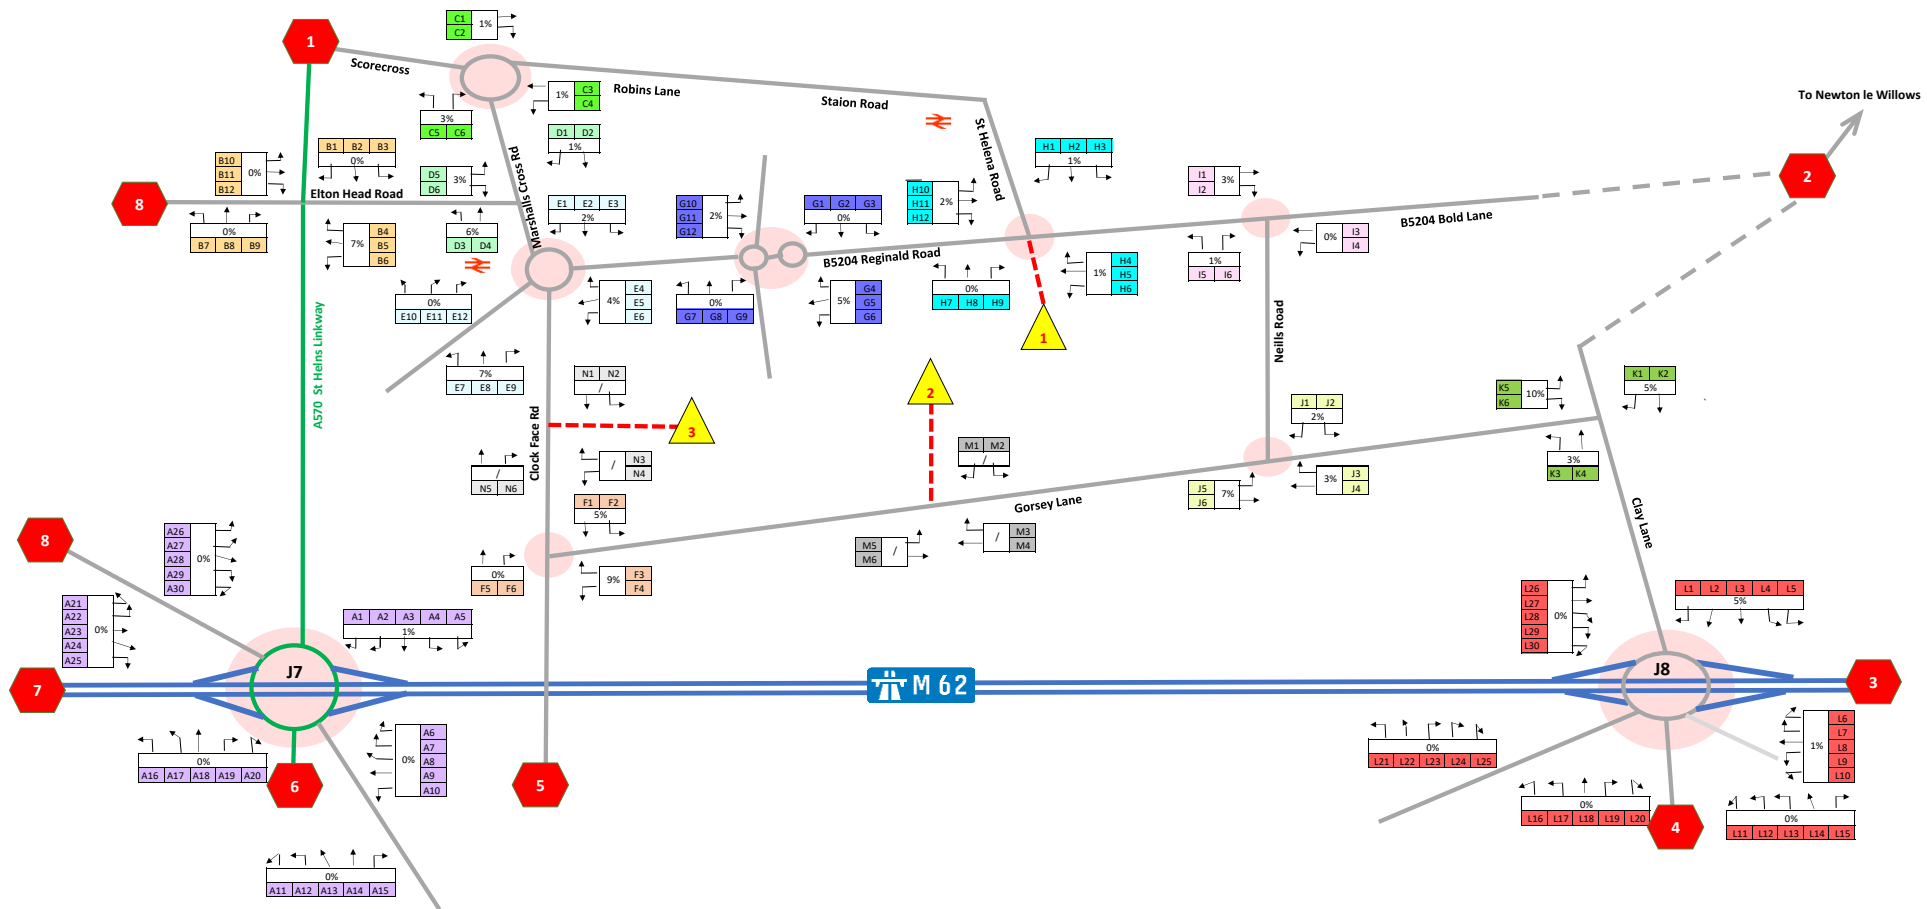 C1
C2
1%
1
Scorecross
Robins Lane
Staion Road
1%
C3
C4
3%
C5 C6
To Newton le Willows
St Helena Road
Marshalls Cross Rd
D1 D2
1%
B1 B2 B3
0%
B10
B11
B12
0%
D5
D6
3%
H1 H2 H3
1%
I1
I2
3%
2
8
Elton Head Road
E1 E2 E3
2%
G10
G11
G12
2%
G1 G2 G3
0%
H10
H11
H12
2%
B5204 Bold Lane
0%
B7 B8 B9
7%
B4
B5
B6
6%
D3 D4
0%
I3
I4
B5204 Reginald Road
1%
I5 I6
1%
H4
H5
H6
0%
E10 E11 E12
4%
E4
E5
E6
0%
G7 G8 G9
5%
G4
G5
G6
0%
H7 H8 H9
1
A570 St Helns Linkway
Neills Road
7%
E7 E8 E9
N1 N2
/
2
3
K5
K6
10%
K1 K2
5%
J1 J2
2%
Clock Face Rd
M1 M2
/
/
N3
N4
/
N5 N6
3%
K3 K4
J5
J6
7%
3%
J3
J4
F1 F2
5%
Gorsey Lane
Clay Lane
8
A26
A27
A28
A29
A30
0%
M5
M6
/
/
M3
M4
0%
F5 F6
9%
F3
F4
A21
A22
A23
A24
A25
0%
A1 A2 A3 A4 A5
1%
L26
L27
L28
L29
L30
0%
L1 L2 L3 L4 L5
5%
7
J7
M 62
J8
3
0%
A16 A17 A18 A19 A20
0%
A6
A7
A8
A9
A10
6
5
0%
L21 L22 L23 L24 L25
1%
L6
L7
L8
L9
L10
0%
L16 L17 L18 L19 L20
4
0%
L11 L12 L13 L14 L15
0%
A11 A12 A13 A14 A15